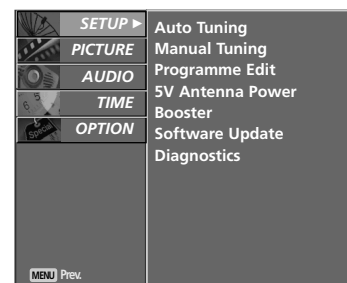 SETUP ►
PICTURE
AUDIO
TIME
Special
OPTION
Auto Tuning
Manual Tuning
Programme Edit
5V Antenna Power
Booster
Software Update
Diagnostics
MENU Prev.